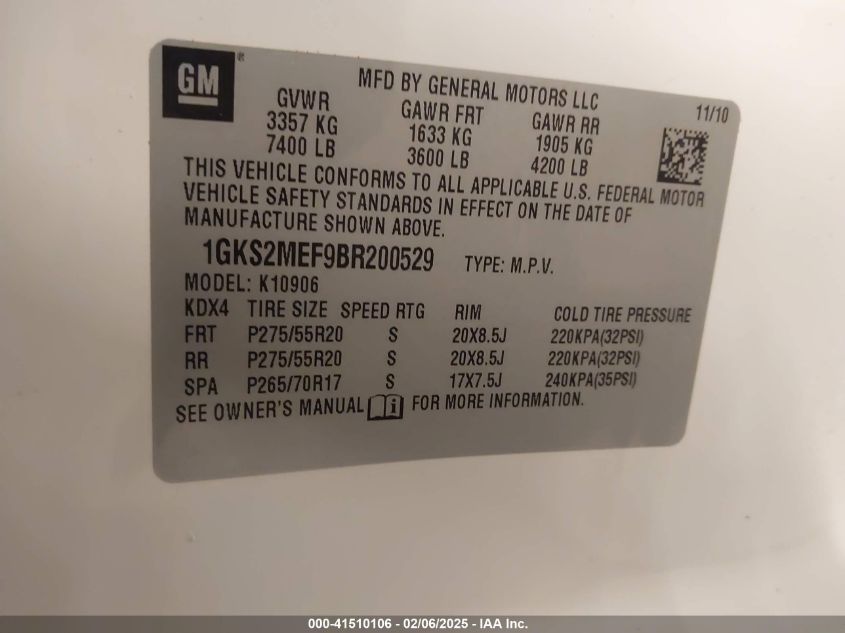 GM®
MFD BY GENERAL MOTORS LLC
11/10
GVWR GAWR FRT GAWR RR
3357 KG 1633 KG 1905 KG
7400 LB 3600 LB 4200 LB
THIS VEHICLE CONFORMS TO ALL APPLICABLE U.S. FEDERAL MOTOR
VEHICLE SAFETY STANDARDS IN EFFECT ON THE DATE OF
MANUFACTURE SHOWN ABOVE.
1GKS2MEF9BR200529 TYPE: M.P.V.
MODEL: K10906
KDX4 TIRE SIZE SPEED RTG RIM COLD TIRE PRESSURE
FRT P275/55R20 S 20X8.5J 220KPA(32PSI)
RR P275/55R20 S 20X8.5J 220KPA(32PSI)
SPA P265/70R17 S 17X7.5J 240KPA(35PSI)
SEE OWNER'S MANUAL i FOR MORE INFORMATION.
000-41510106 — 02/06/2025 — IAA Inc.